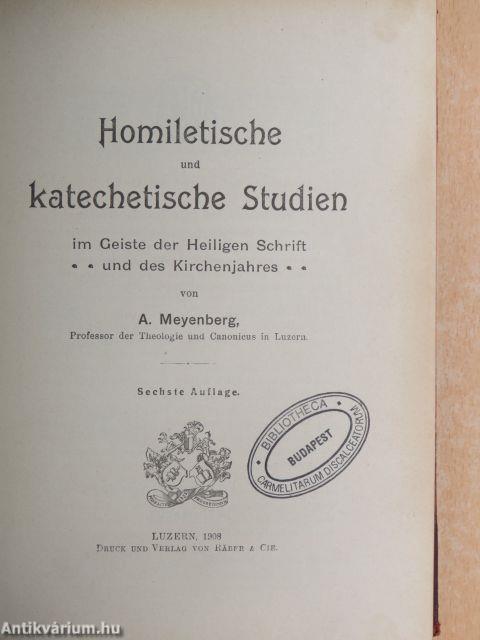 Homiletische
und
katechetische Studien
im Geiste der Heiligen Schrift
und des Kirchenjahres
von
A. Meyenberg,
Professor der Theologie und Canonicus in Luzern.
Sechste Auflage.
BIBLIOTHECA
BUDAPEST
CARMELITARUM DISCALCEATORUM
LUZERN, 1908
DRUCK UND VERLAG VON RÄBER & CIE.
Antikvárium.hu